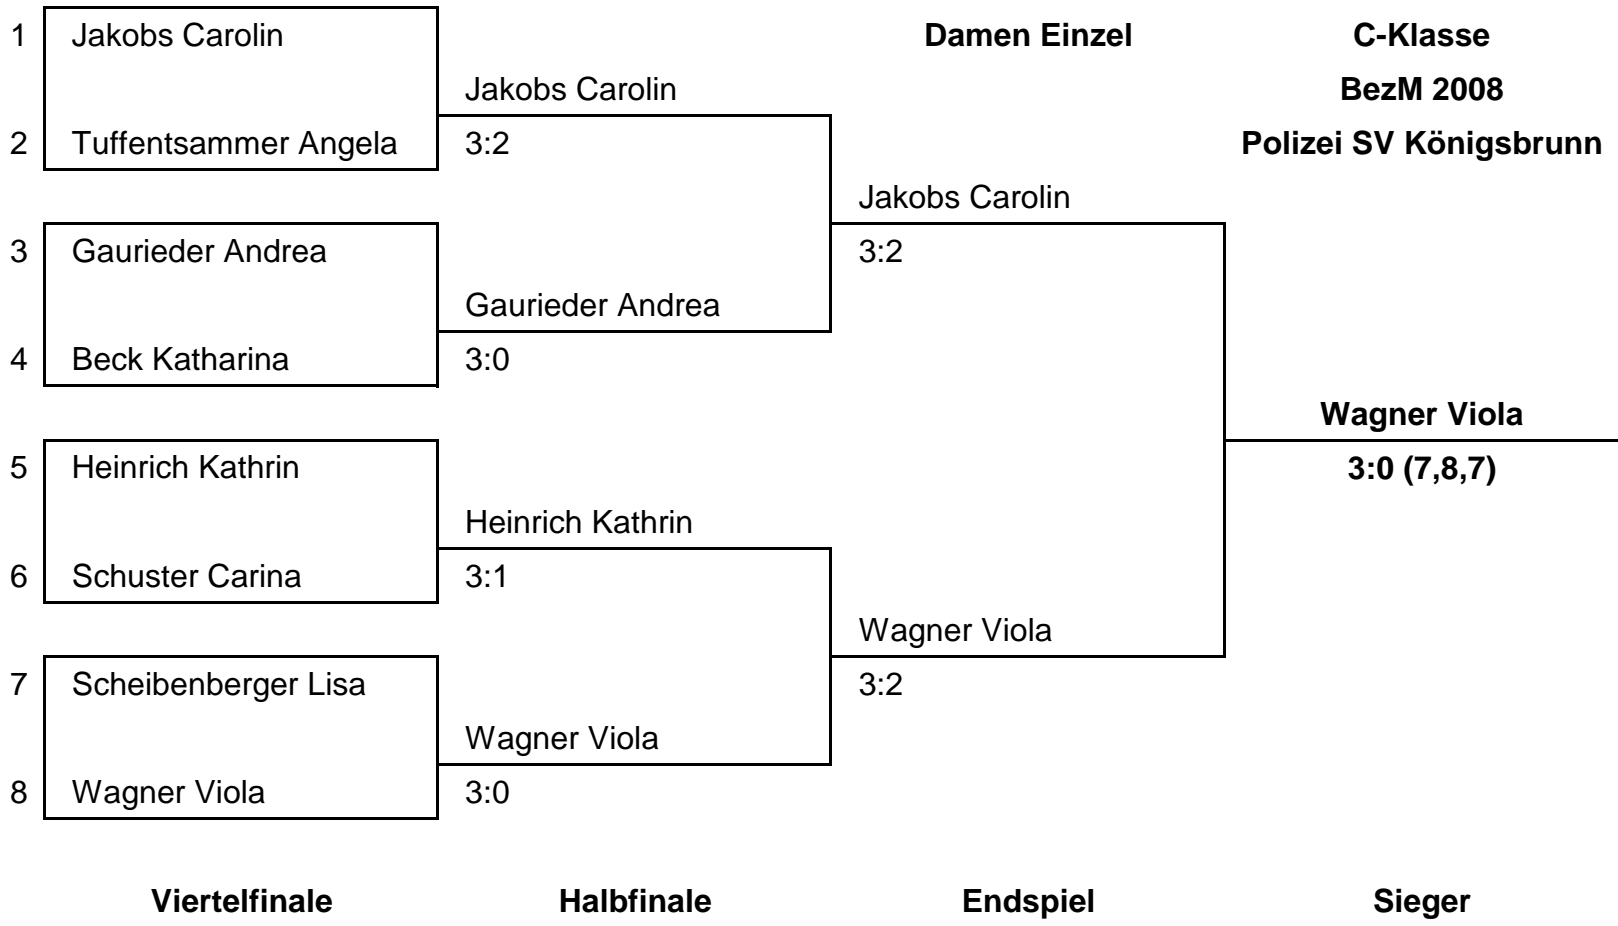 1 Jakobs Carolin Damen Einzel C-Klasse
Jakobs Carolin BezM 2008
2 Tuffentsammer Angela 3:2 Polizei SV Königsbrunn
Jakobs Carolin
3 Gaurieder Andrea 3:2
Gaurieder Andrea
4 Beck Katharina 3:0
Wagner Viola
5 Heinrich Kathrin 3:0 (7,8,7)
Heinrich Kathrin
6 Schuster Carina 3:1
Wagner Viola
7 Scheibenberger Lisa 3:2
Wagner Viola
8 Wagner Viola 3:0
Viertelfinale Halbfinale Endspiel Sieger